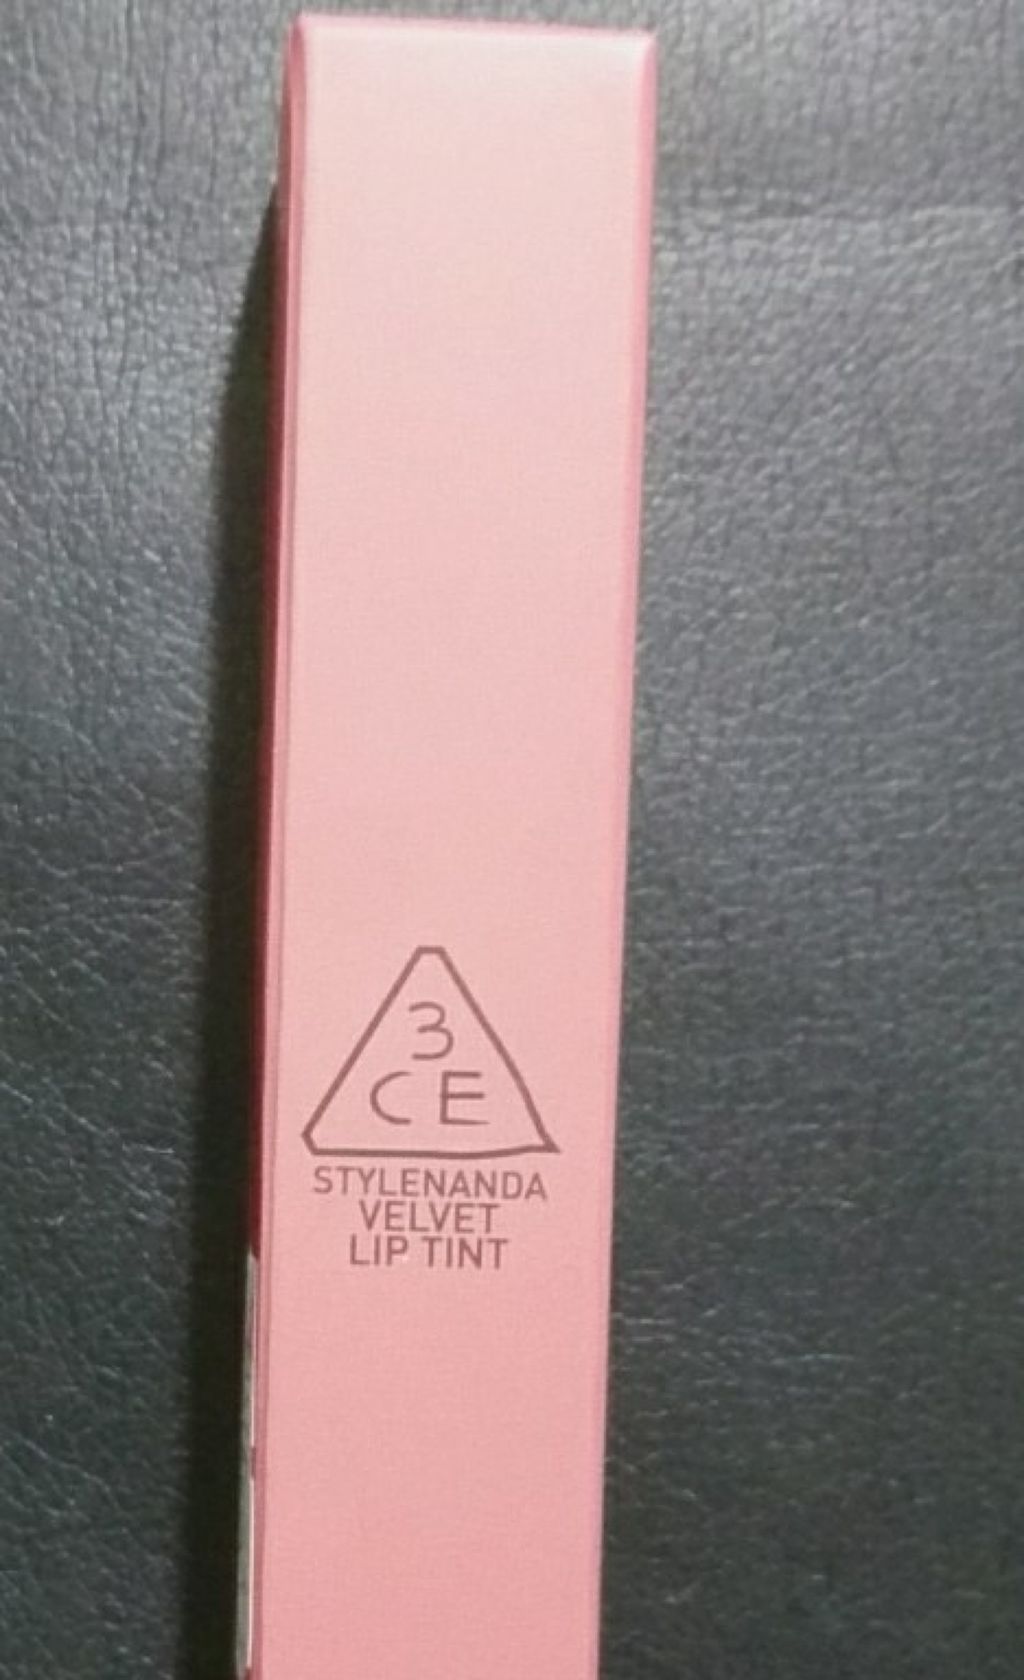 3
CE
STYLENANDA
VELVET
LIP TINT